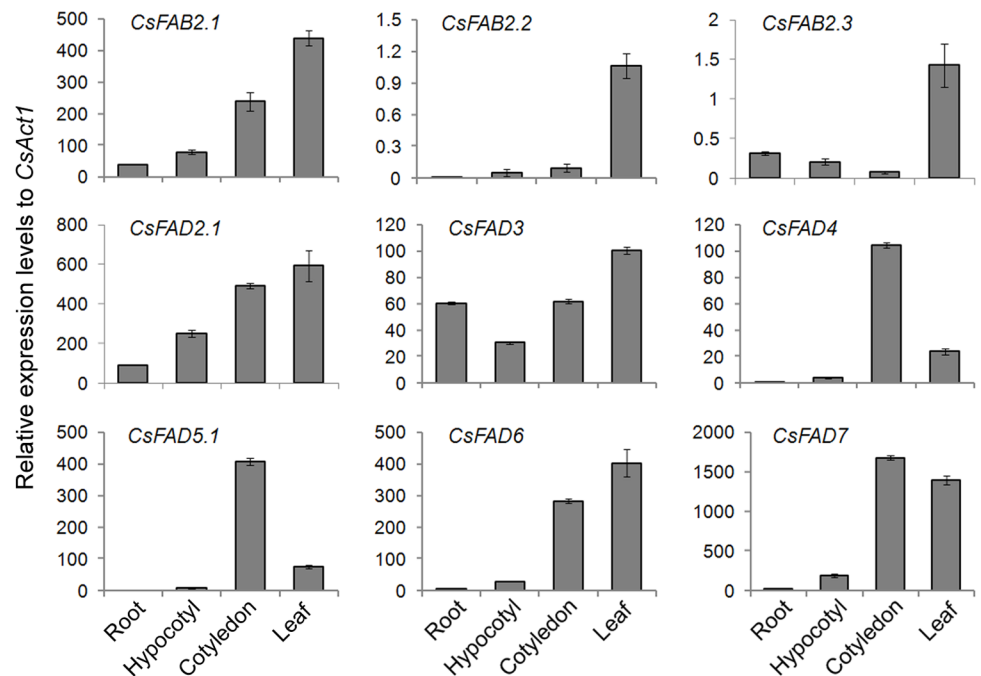 Relative expression levels to CsAct1
CsFAB2.1
500
400
300
200
100
0
CsFAB2.2
1.5
1.2
0.9
0.6
0.3
0
CsFAB2.3
2
1.5
1
0.5
0
CsFAD2.1
800
600
400
200
0
CsFAD3
120
100
80
60
40
20
0
CsFAD4
120
100
80
60
40
20
0
CsFAD5.1
500
400
300
200
100
0
Root
Hypocotyl
Cotyledon
Leaf
CsFAD6
500
400
300
200
100
0
Root
Hypocotyl
Cotyledon
Leaf
CsFAD7
2000
1500
1000
500
0
Root
Hypocotyl
Cotyledon
Leaf